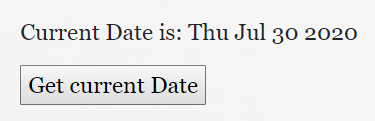 Current Date is: Thu Jul 30 2020
Get current Date